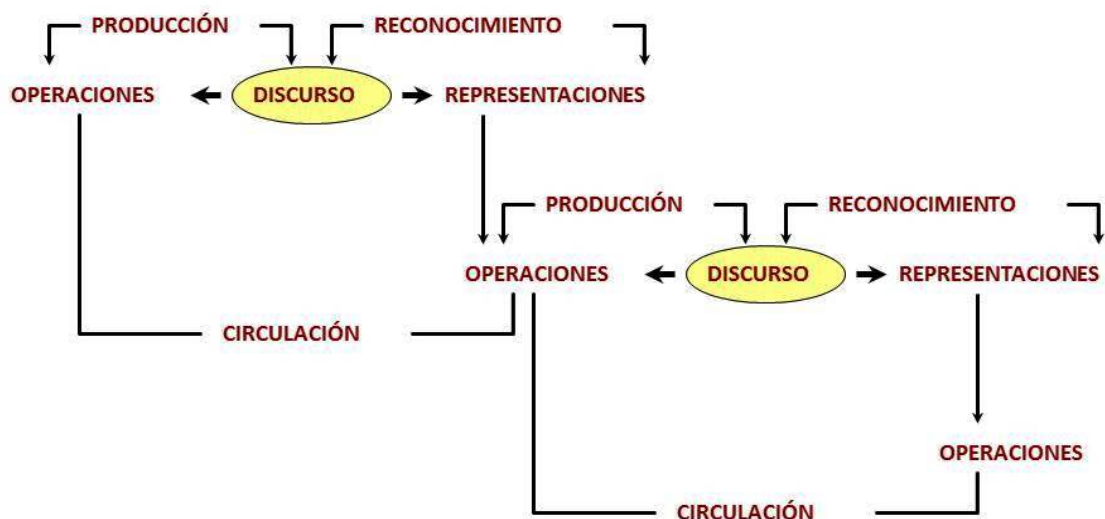 PRODUCCIÓN RECONOCIMIENTO
OPERACIONES DISCURSO REPRESENTACIONES
PRODUCCIÓN RECONOCIMIENTO
OPERACIONES DISCURSO REPRESENTACIONES
CIRCULACIÓN
OPERACIONES
CIRCULACIÓN